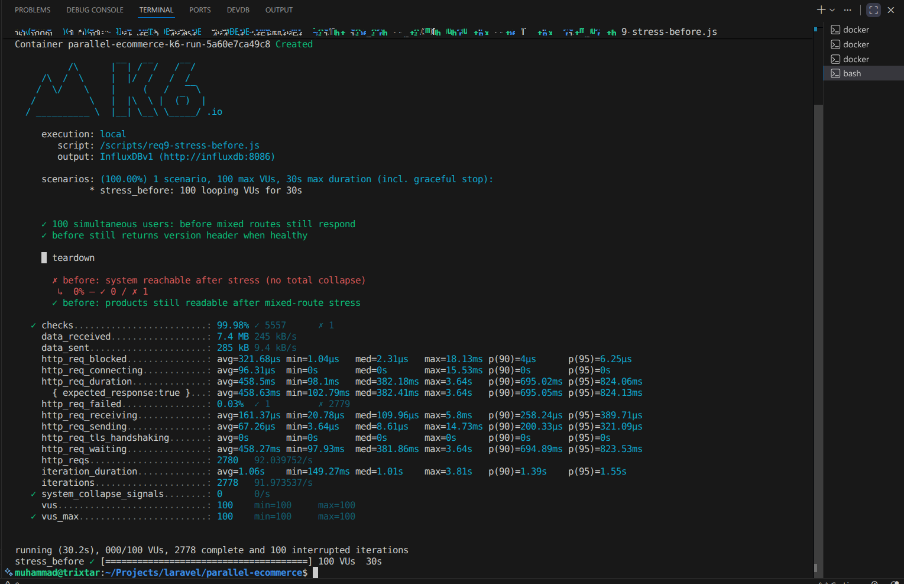 PROBLEMS DEBUG CONSOLE TERMINAL PORTS DEVDB OUTPUT
docker
docker
docker
bash
9-stress-before.js
Container parallel-ecommerce-k6-run-5a60e7ca49c8 Created
.io
execution: local
script: /scripts/req9-stress-before.js
output: InfluxDBv1 (http://influxdb:8086)
scenarios: (100.00%) 1 scenario, 100 max VUs, 30s max duration (incl. graceful stop):
* stress_before: 100 looping VUs for 30s
✓ 100 simultaneous users: before mixed routes still respond
✓ before still returns version header when healthy
█ teardown
✗ before: system reachable after stress (no total collapse)
↳ 0% — ✓ 0 / ✗ 1
✓ before: products still readable after mixed-route stress
✓ checks.........................: 99.98% ✓ 5557 ✗ 1
data_received..................: 7.4 MB 245 kB/s
data_sent......................: 285 kB 9.4 kB/s
http_req_blocked...............: avg=321.68µs min=1.04µs med=2.31µs max=18.13ms p(90)=4µs p(95)=6.25µs
http_req_connecting............: avg=96.31µs min=0s med=0s max=15.53ms p(90)=0s p(95)=0s
http_req_duration..............: avg=458.5ms min=98.1ms med=382.18ms max=3.64s p(90)=695.02ms p(95)=824.06ms
{ expected_response:true }...: avg=458.63ms min=102.79ms med=382.41ms max=3.64s p(90)=695.05ms p(95)=824.13ms
http_req_failed................: 0.03% ✓ 1 ✗ 2779
http_req_receiving.............: avg=161.37µs min=20.78µs med=109.96µs max=5.8ms p(90)=258.24µs p(95)=389.71µs
http_req_sending...............: avg=67.26µs min=3.64µs med=8.61µs max=14.73ms p(90)=200.33µs p(95)=321.09µs
http_req_tls_handshaking.......: avg=0s min=0s med=0s max=0s p(90)=0s p(95)=0s
http_req_waiting...............: avg=458.27ms min=97.93ms med=381.86ms max=3.64s p(90)=694.89ms p(95)=823.53ms
http_reqs......................: 2780 92.039752/s
iteration_duration.............: avg=1.06s min=149.27ms med=1.01s max=3.81s p(90)=1.39s p(95)=1.55s
iterations.....................: 2778 91.973537/s
✓ system_collapse_signals........: 0 0/s
vus............................: 100 min=100 max=100
✓ vus_max........................: 100 min=100 max=100
running (30.2s), 000/100 VUs, 2778 complete and 100 interrupted iterations
stress_before ✓ [======================================] 100 VUs 30s
muhammad@trixtar:~/Projects/laravel/parallel-ecommerce$